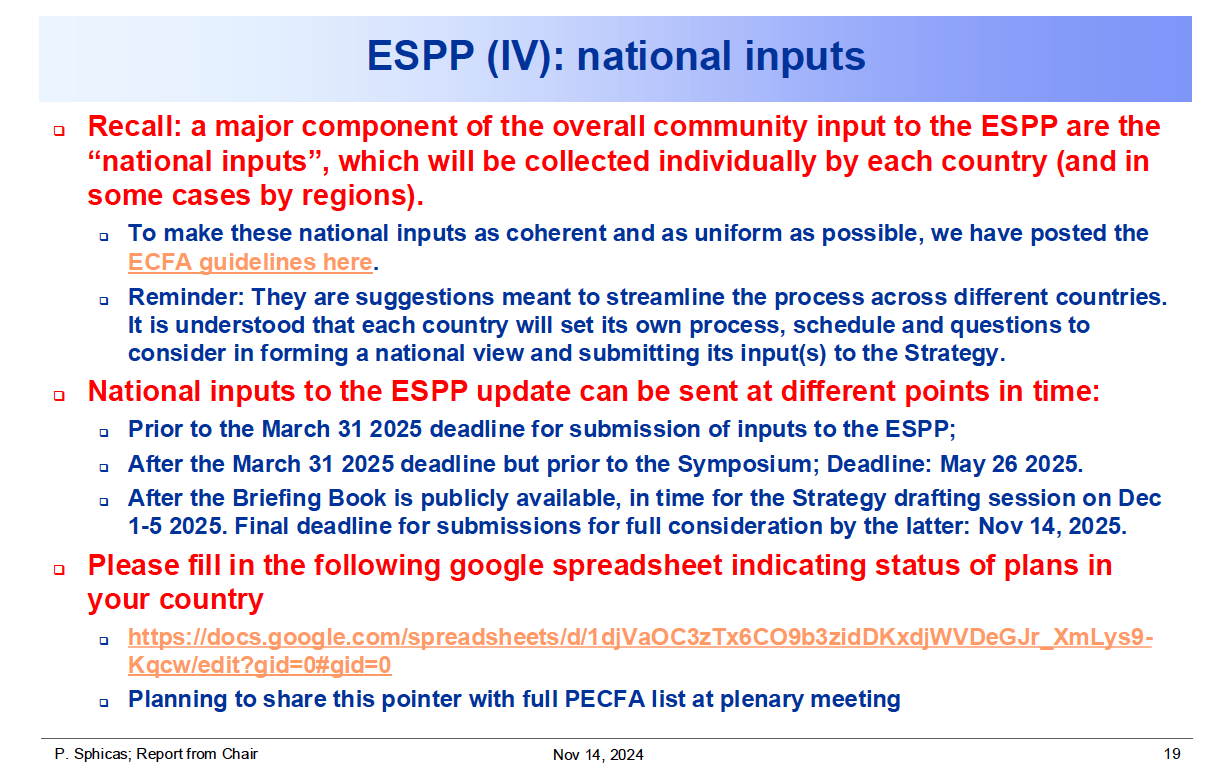 ESPP (IV): national inputs
Recall: a major component of the overall community input to the ESPP are the
“national inputs”, which will be collected individually by each country (and in
some cases by regions).
To make these national inputs as coherent and as uniform as possible, we have posted the
ECFA guidelines here.
Reminder: They are suggestions meant to streamline the process across different countries.
It is understood that each country will set its own process, schedule and questions to
consider in forming a national view and submitting its input(s) to the Strategy.
National inputs to the ESPP update can be sent at different points in time:
Prior to the March 31 2025 deadline for submission of inputs to the ESPP;
After the March 31 2025 deadline but prior to the Symposium; Deadline: May 26 2025.
After the Briefing Book is publicly available, in time for the Strategy drafting session on Dec
1-5 2025. Final deadline for submissions for full consideration by the latter: Nov 14, 2025.
Please fill in the following google spreadsheet indicating status of plans in
your country
https://docs.google.com/spreadsheets/d/1djVaOC3zTx6CO9b3zidDKxdjWVDeGJr_XmLys9-
Kqcw/edit?gid=0#gid=0
Planning to share this pointer with full PECFA list at plenary meeting
P. Sphicas; Report from Chair
Nov 14, 2024
19